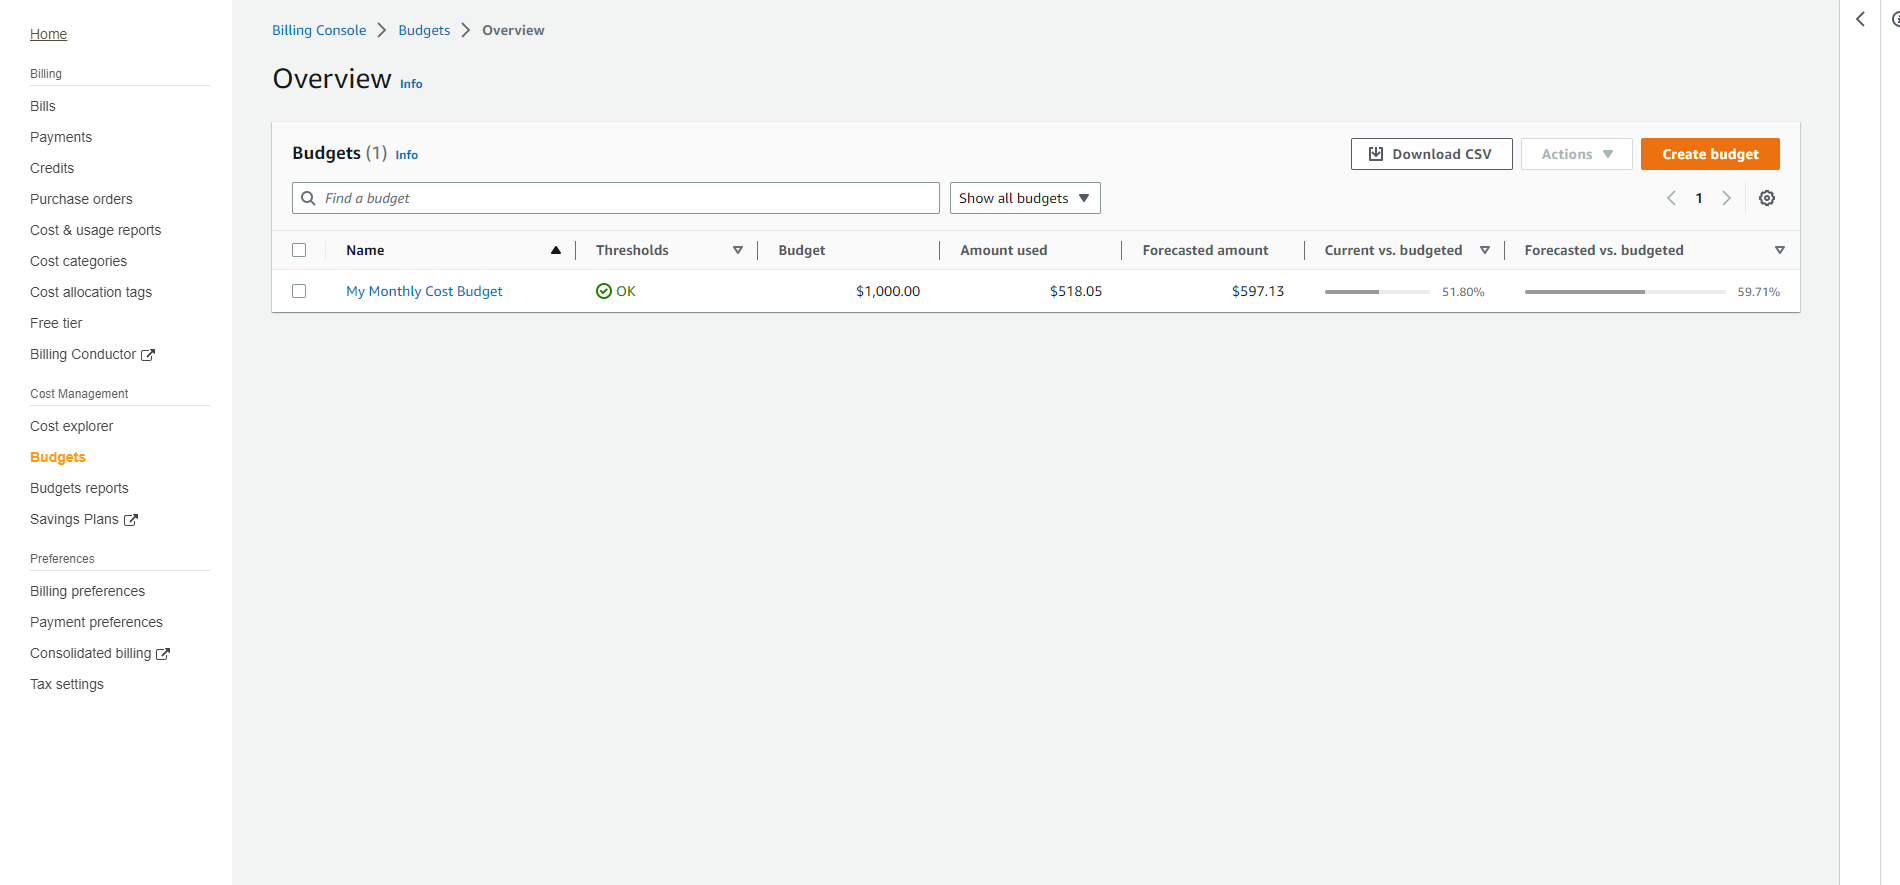 Home
Billing
Bills
Payments
Credits
Purchase orders
Cost & usage reports
Cost categories
Cost allocation tags
Free tier
Billing Conductor
Cost Management
Cost explorer
Budgets
Budgets reports
Savings Plans
Preferences
Billing preferences
Payment preferences
Consolidated billing
Tax settings
Billing Console Budgets Overview
Overview Info
Budgets (1) Info Download CSV Actions Create budget
Find a budget Show all budgets 1
Name Thresholds Budget Amount used Forecasted amount Current vs. budgeted Forecasted vs. budgeted
My Monthly Cost Budget OK $1,000.00 $518.05 $597.13 51.80% 59.71%